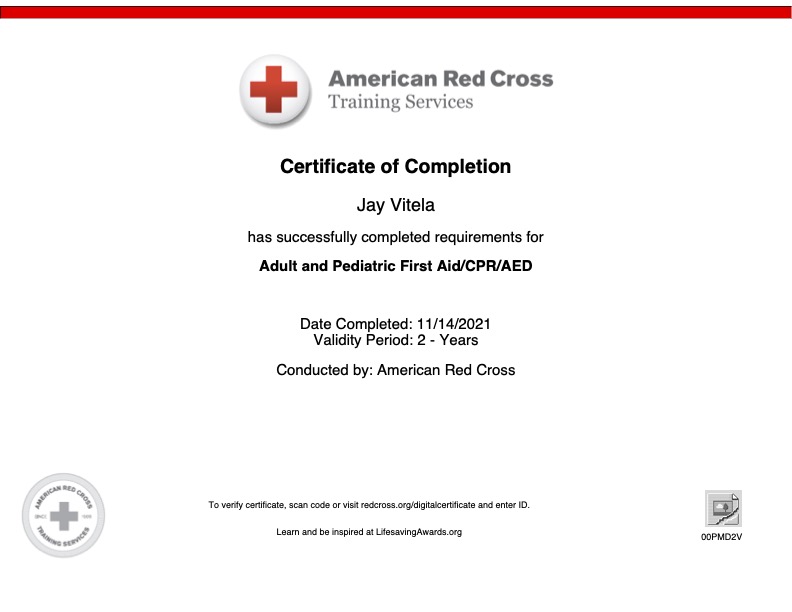 American Red Cross
Training Services
Certificate of Completion
Jay Vitela
has successfully completed requirements for
Adult and Pediatric First Aid/CPR/AED
Date Completed: 11/14/2021
Validity Period: 2 - Years
Conducted by: American Red Cross
AMERICAN RED CROSS
TRAINING SERVICES
To verify certificate, scan code or visit redcross.org/digitalcertificate and enter ID.
Learn and be inspired at LifesavingAwards.org
00PMD2V